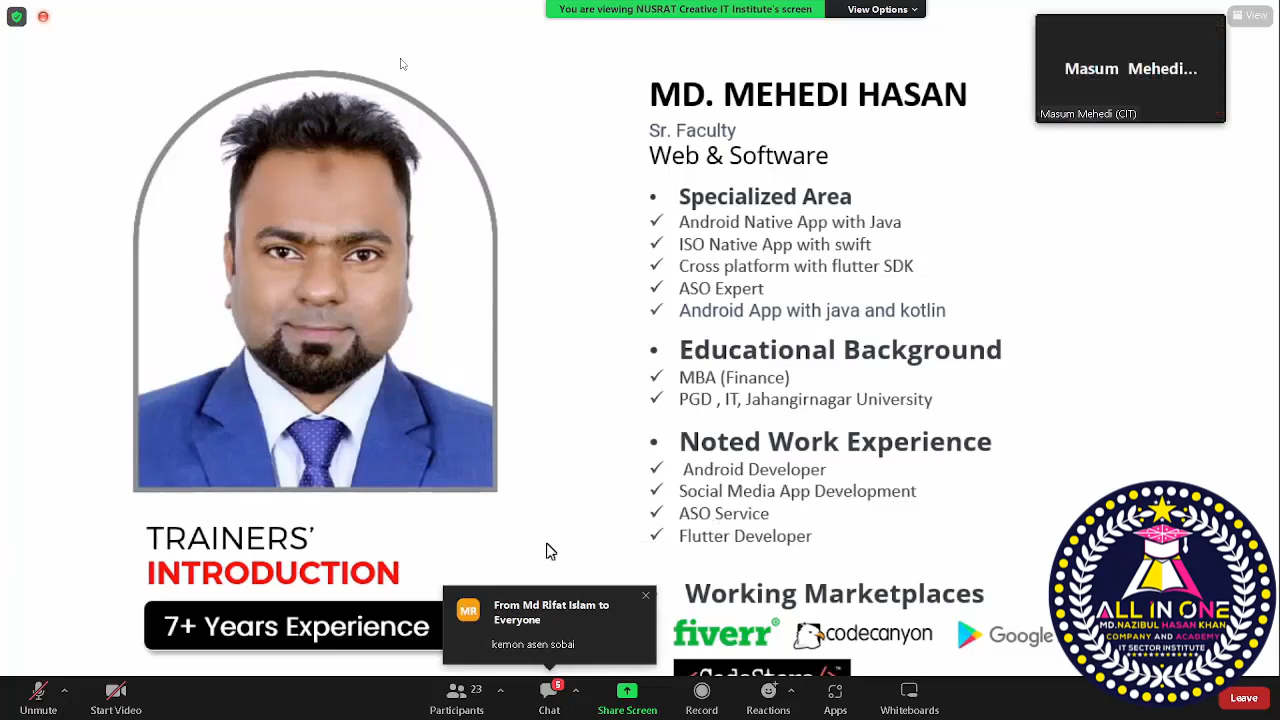 You are viewing NUSRAT Creative IT Institute's screen
View Options
View
Masum Mehedi...
Masum Mehedi (CIT)
MD. MEHEDI HASAN
Sr. Faculty
Web & Software
• Specialized Area
✓ Android Native App with Java
✓ ISO Native App with swift
✓ Cross platform with flutter SDK
✓ ASO Expert
✓ Android App with java and kotlin
• Educational Background
✓ MBA (Finance)
✓ PGD , IT, Jahangirnagar University
• Noted Work Experience
✓ Android Developer
✓ Social Media App Development
✓ ASO Service
✓ Flutter Developer
Working Marketplaces
fiverr®
codecanyon
Google
TRAINERS’
INTRODUCTION
7+ Years Experience
MR
From Md Rifat Islam to
Everyone
kemon asen sobai
ALL IN ONE
MD.NAZIBUL HASAN KHAN
COMPANY AND ACADEMY
IT SECTOR INSTITUTE
Unmute
Start Video
Participants
23
Chat
5
Share Screen
Record
Reactions
Apps
Whiteboards
Leave